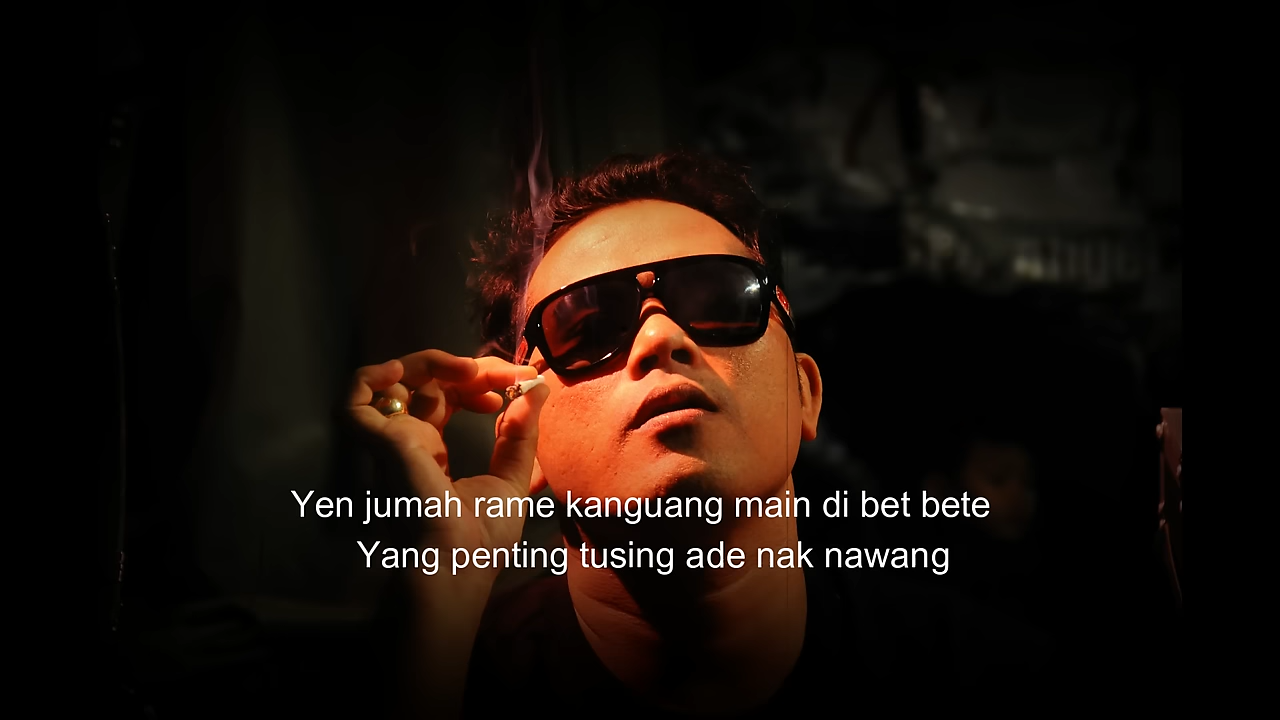 Yen jumah rame kanguang main di bet bete
Yang penting tusing ade nak nawang